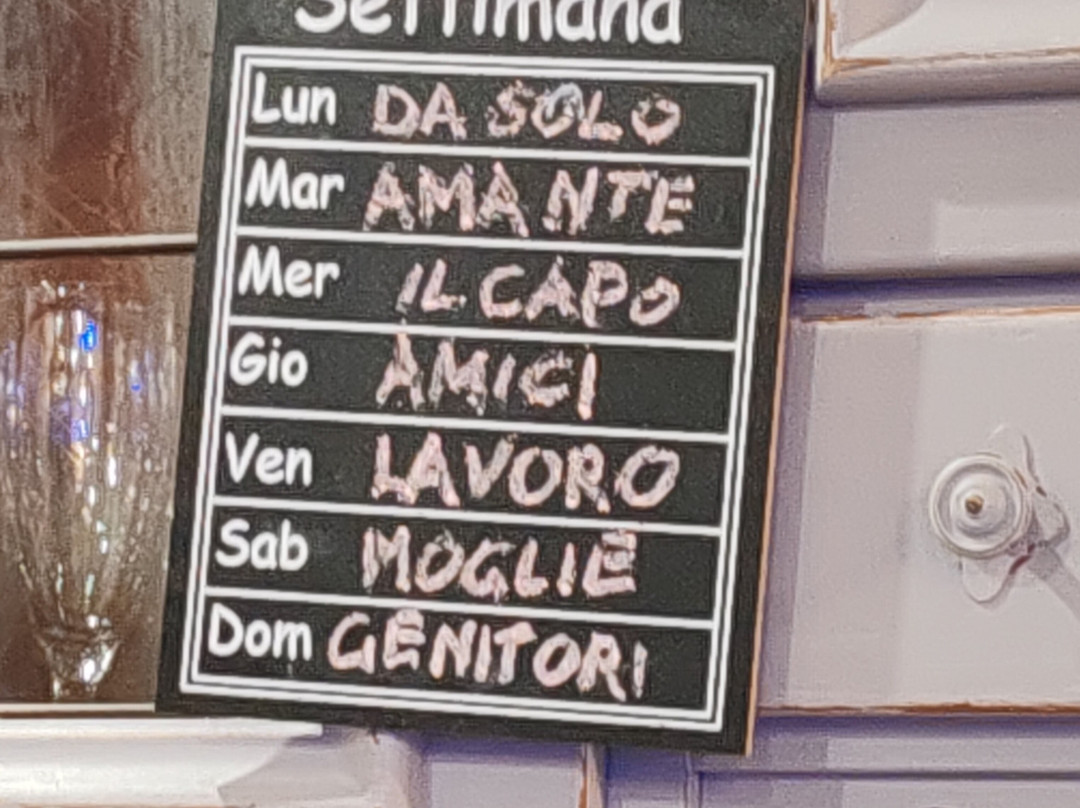 Settimana
Lun DA SOLO
Mar AMANTE
Mer IL CAPO
Gio AMICI
Ven LAVORO
Sab MOGLIE
Dom GENITORI